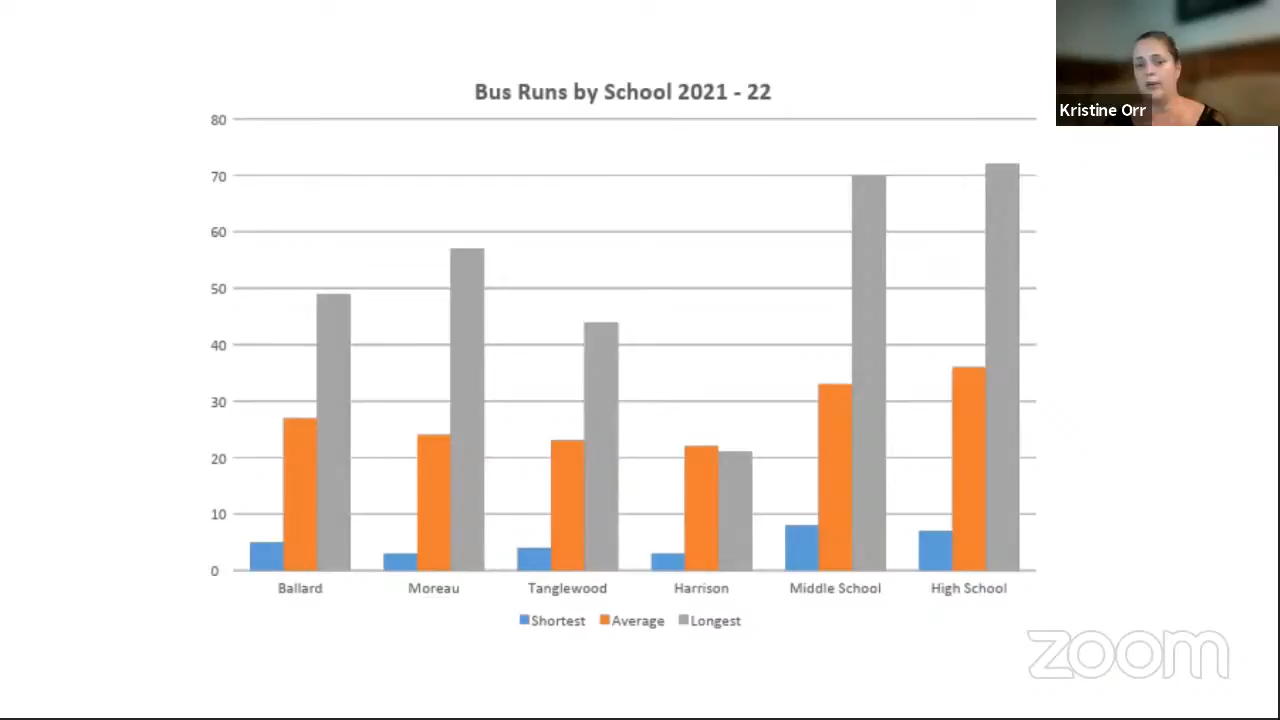 Kristine Orr
Bus Runs by School 2021 - 22
80
70
60
50
40
30
20
10
0
Ballard Moreau Tanglewood Harrison Middle School High School
Shortest Average Longest
zoom